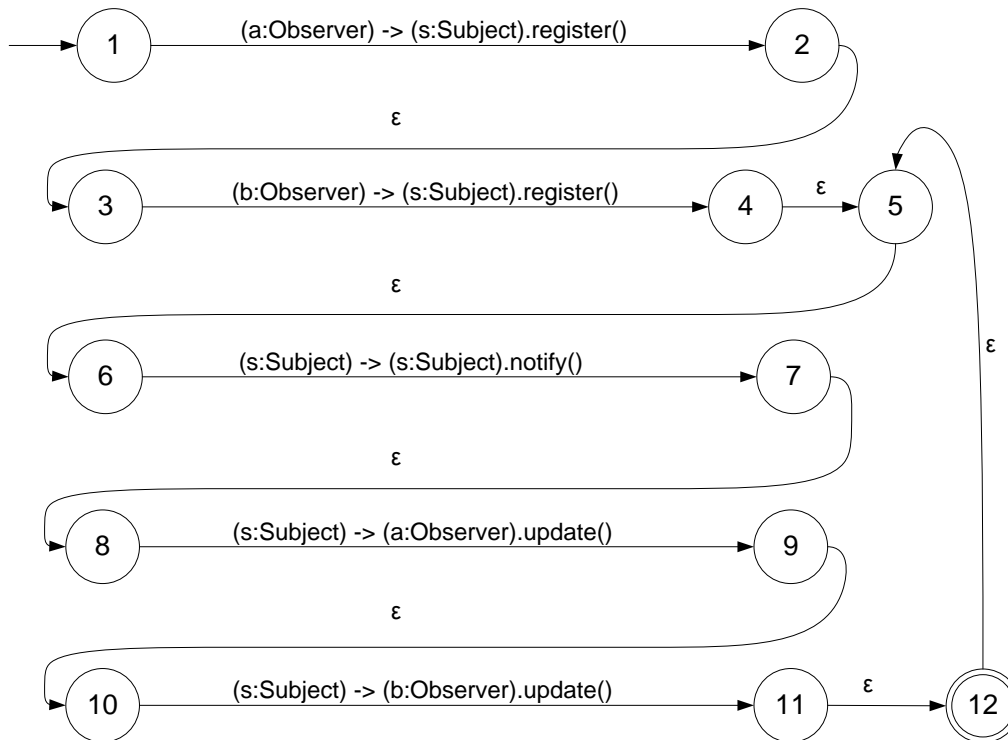 1 (a:Observer) -> (s:Subject).register() 2
ε
3 (b:Observer) -> (s:Subject).register() 4 ε 5
ε
ε
6 (s:Subject) -> (s:Subject).notify() 7
ε
8 (s:Subject) -> (a:Observer).update() 9
ε
10 (s:Subject) -> (b:Observer).update() 11 ε 12